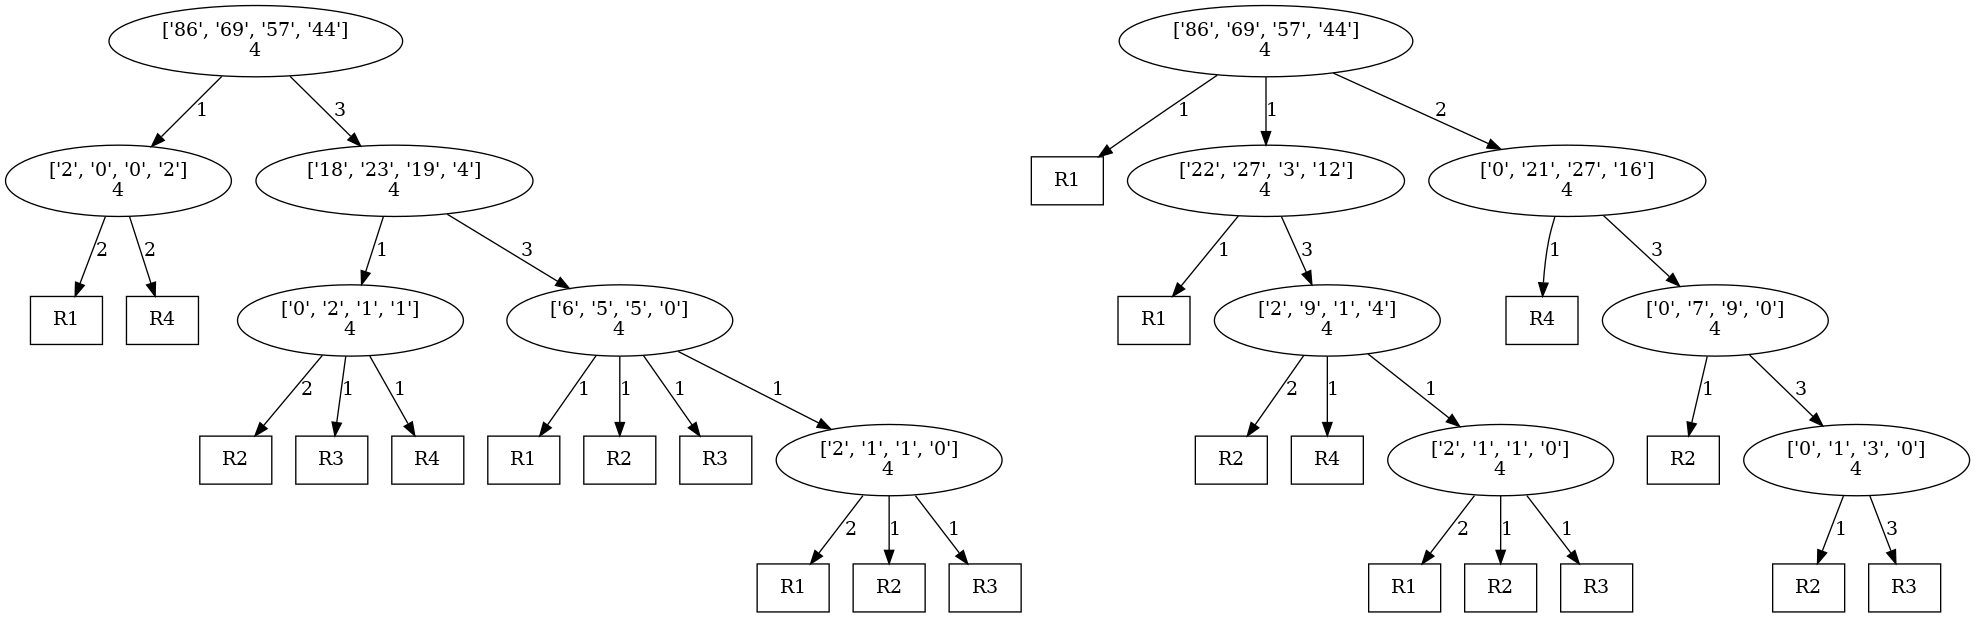 ['86', '69', '57', '44']
4
['86', '69', '57', '44']
4
1
3
1
1
2
['2', '0', '0', '2']
4
['18', '23', '19', '4']
4
R1
['22', '27', '3', '12']
4
['0', '21', '27', '16']
4
2
2
1
3
1
3
1
3
R1
R4
['0', '2', '1', '1']
4
['6', '5', '5', '0']
4
R1
['2', '9', '1', '4']
4
R4
['0', '7', '9', '0']
4
2
1
1
1
1
1
1
2
1
1
1
3
R2
R3
R4
R1
R2
R3
['2', '1', '1', '0']
4
R2
R4
['2', '1', '1', '0']
4
R2
['0', '1', '3', '0']
4
2
1
1
2
1
1
1
3
R1
R2
R3
R1
R2
R3
R2
R3